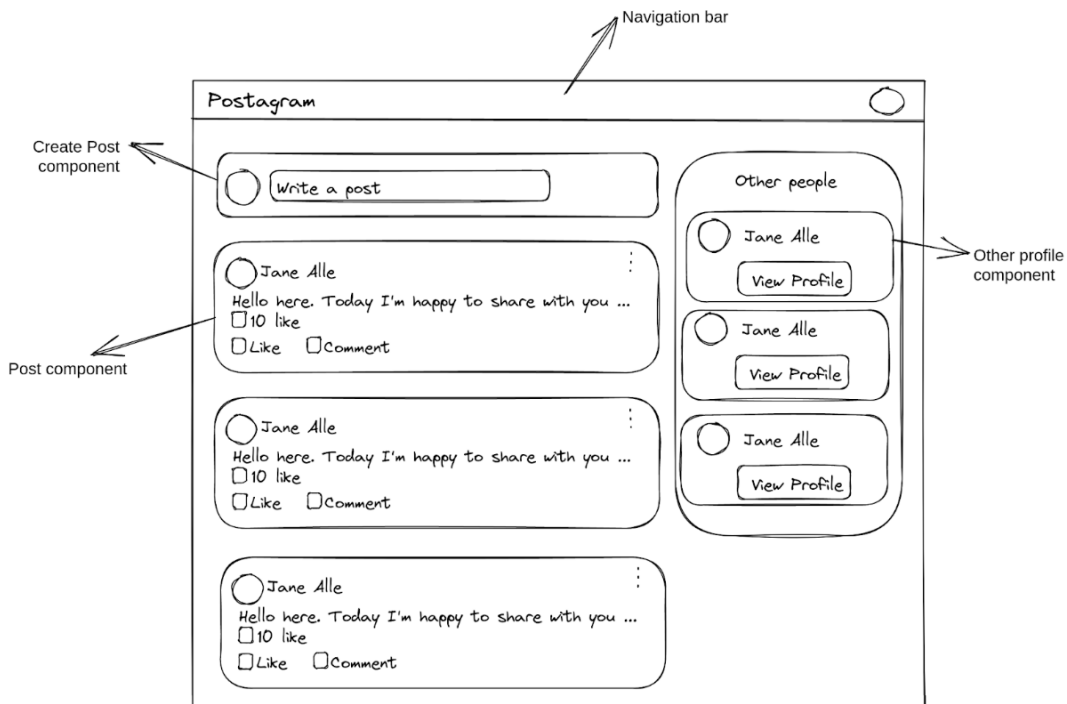 Navigation bar
Postagram
Create Post
component
Write a post
Jane Alle
Hello here. Today I'm happy to share with you ...
10 like
Like Comment
Post component
Jane Alle
Hello here. Today I'm happy to share with you ...
10 like
Like Comment
Jane Alle
Hello here. Today I'm happy to share with you ...
10 like
Like Comment
Other people
Jane Alle
View Profile
Other profile
component
Jane Alle
View Profile
Jane Alle
View Profile